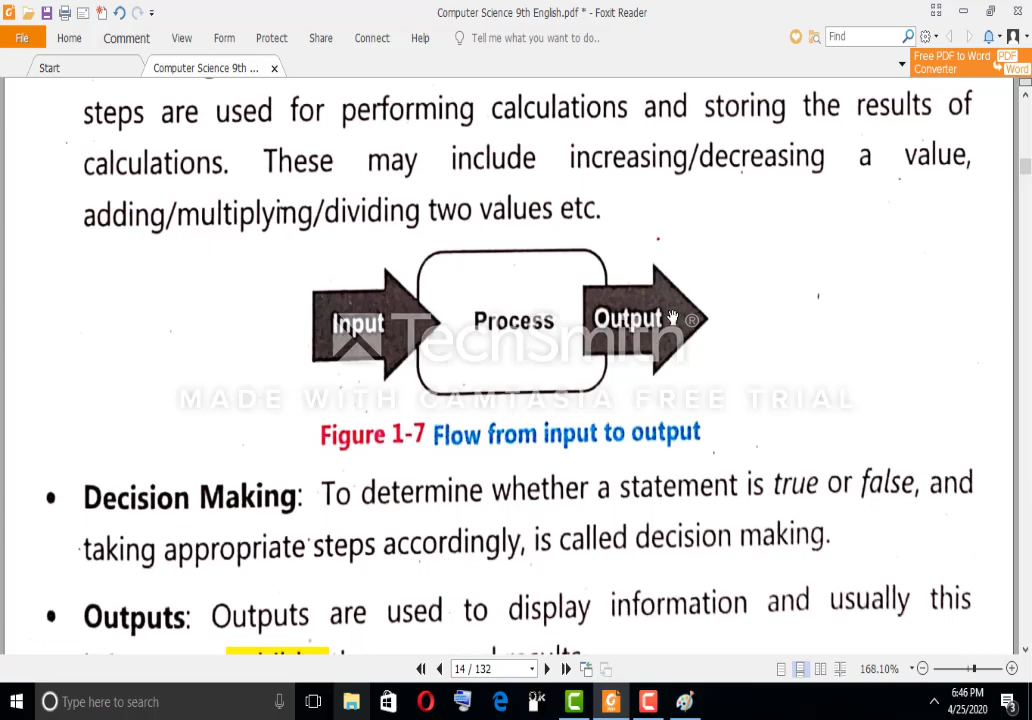 Computer Science 9th English.pdf * - Foxit Reader
File Home Comment View Form Protect Share Connect Help Tell me what you want to do.. Find
Start Computer Science 9th ... x
Free PDF to Word Converter PDF Word
steps are used for performing calculations and storing the results of
calculations. These may include increasing/decreasing a value,
adding/multiplying/dividing two values etc.
Input Process Output
TechSmith ®
MADE WITH CAMTASIA FREE TRIAL
Figure 1-7 Flow from input to output
• Decision Making: To determine whether a statement is true or false, and
taking appropriate steps accordingly, is called decision making.
• Outputs: Outputs are used to display information and usually this
14 / 132 168.10%
Type here to search
6:46 PM
4/25/2020
3